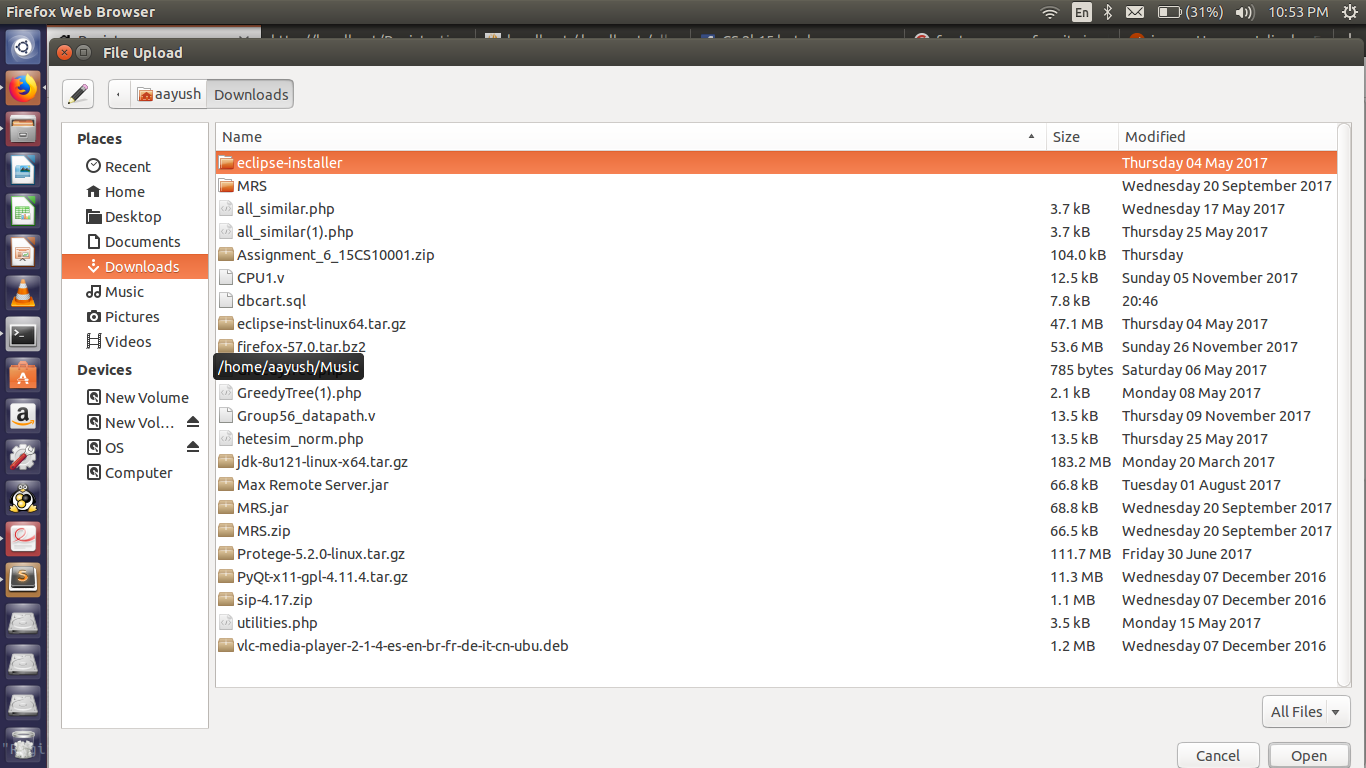 Firefox Web Browser En (31%) 10:53 PM
File Upload
aayush Downloads
Places
Recent
Home
Desktop
Documents
Downloads
Music
Pictures
Videos
Devices
New Volume
New Vol...
OS
Computer
Name Size Modified
eclipse-installer Thursday 04 May 2017
MRS Wednesday 20 September 2017
all_similar.php 3.7 kB Wednesday 17 May 2017
all_similar(1).php 3.7 kB Thursday 25 May 2017
Assignment_6_15CS10001.zip 104.0 kB Thursday
CPU1.v 12.5 kB Sunday 05 November 2017
dbcart.sql 7.8 kB 20:46
eclipse-inst-linux64.tar.gz 47.1 MB Thursday 04 May 2017
firefox-57.0.tar.bz2 53.6 MB Sunday 26 November 2017
/home/aayush/Music 785 bytes Saturday 06 May 2017
GreedyTree(1).php 2.1 kB Monday 08 May 2017
Group56_datapath.v 13.5 kB Thursday 09 November 2017
hetesim_norm.php 13.5 kB Thursday 25 May 2017
jdk-8u121-linux-x64.tar.gz 183.2 MB Monday 20 March 2017
Max Remote Server.jar 66.8 kB Tuesday 01 August 2017
MRS.jar 68.8 kB Wednesday 20 September 2017
MRS.zip 66.5 kB Wednesday 20 September 2017
Protege-5.2.0-linux.tar.gz 111.7 MB Friday 30 June 2017
PyQt-x11-gpl-4.11.4.tar.gz 11.3 MB Wednesday 07 December 2016
sip-4.17.zip 1.1 MB Wednesday 07 December 2016
utilities.php 3.5 kB Monday 15 May 2017
vlc-media-player-2-1-4-es-en-br-fr-de-it-cn-ubu.deb 1.2 MB Wednesday 07 December 2016
All Files
Cancel Open